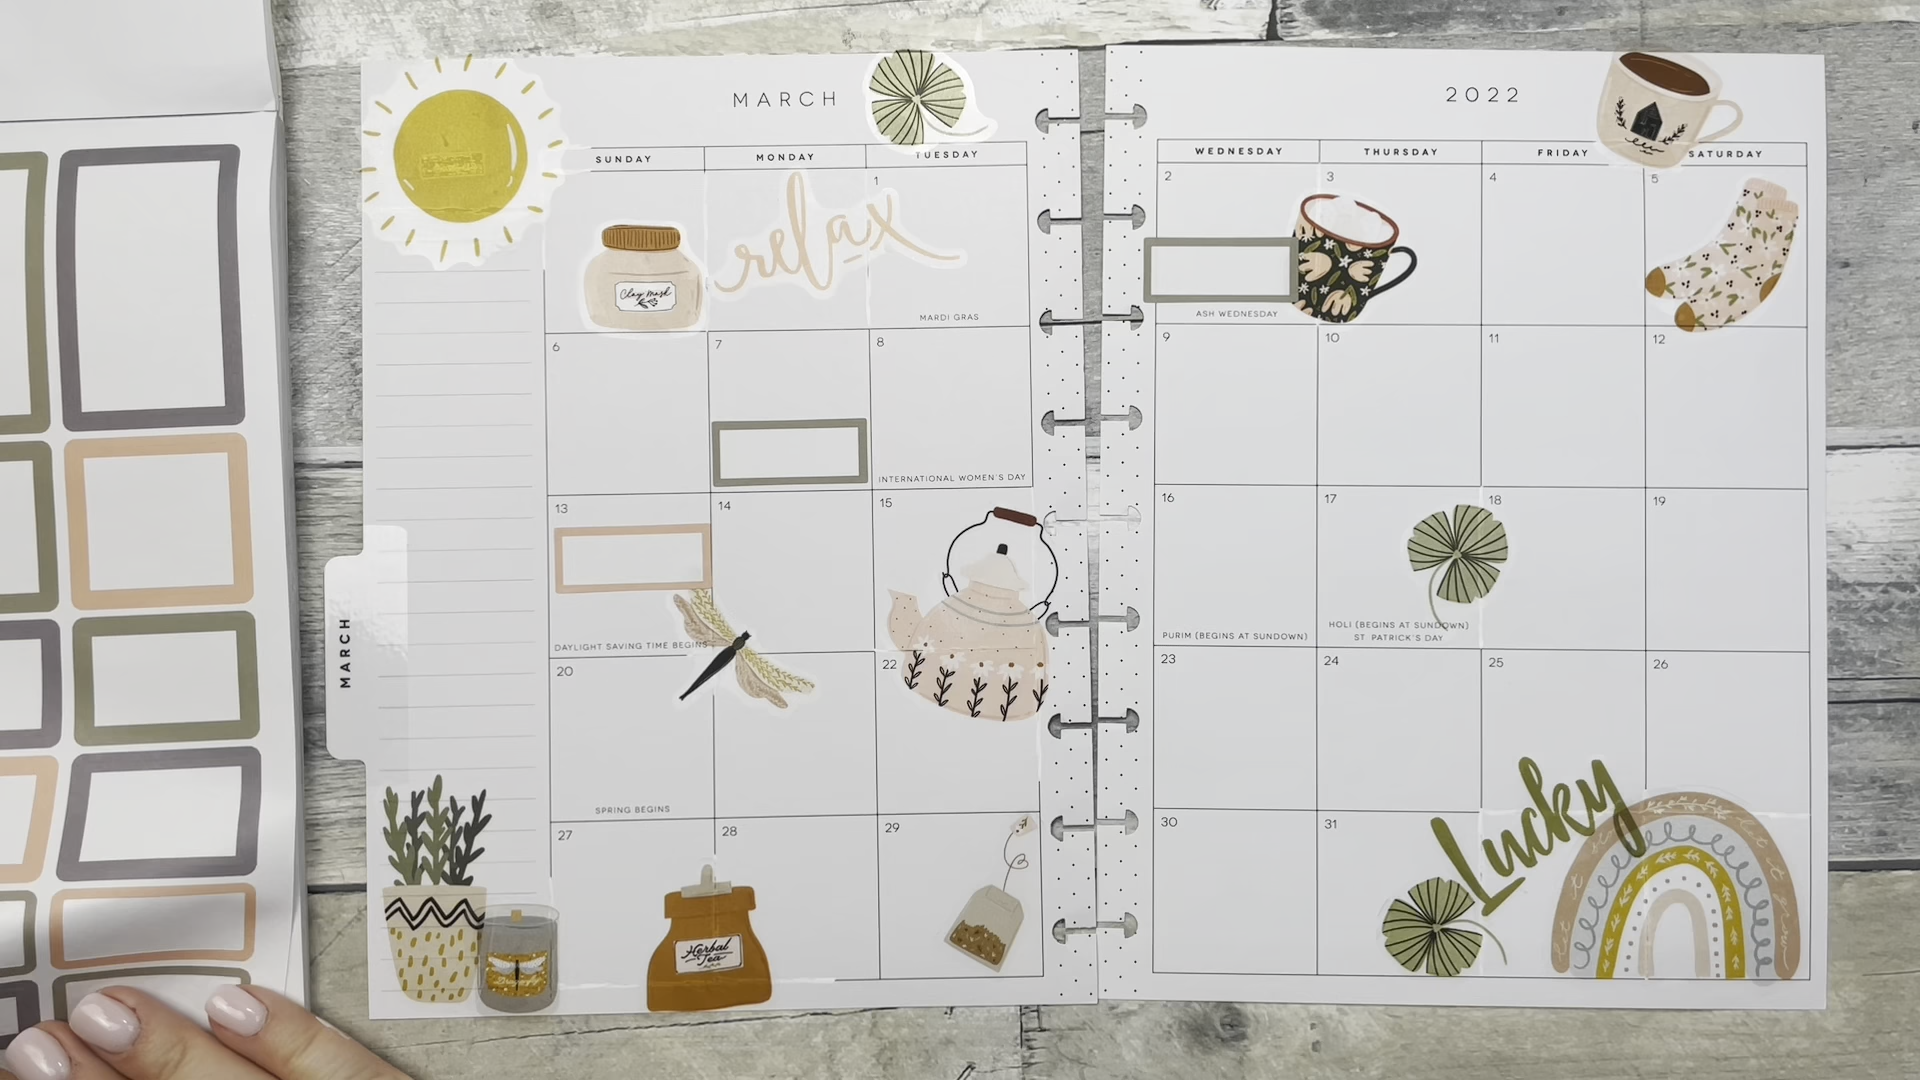 MARCH
2022
SUNDAY
MONDAY
TUESDAY
WEDNESDAY
THURSDAY
FRIDAY
SATURDAY
1
2
3
4
5
relax
Clay Mask
MARDI GRAS
ASH WEDNESDAY
6
7
8
9
10
11
12
INTERNATIONAL WOMEN'S DAY
13
14
15
16
17
18
19
DAYLIGHT SAVING TIME BEGINS
PURIM (BEGINS AT SUNDOWN)
HOLI (BEGINS AT SUNDOWN)
ST. PATRICK'S DAY
MARCH
20
22
23
24
25
26
SPRING BEGINS
Lucky
27
28
29
30
31
let it grow
Herbal
Tea